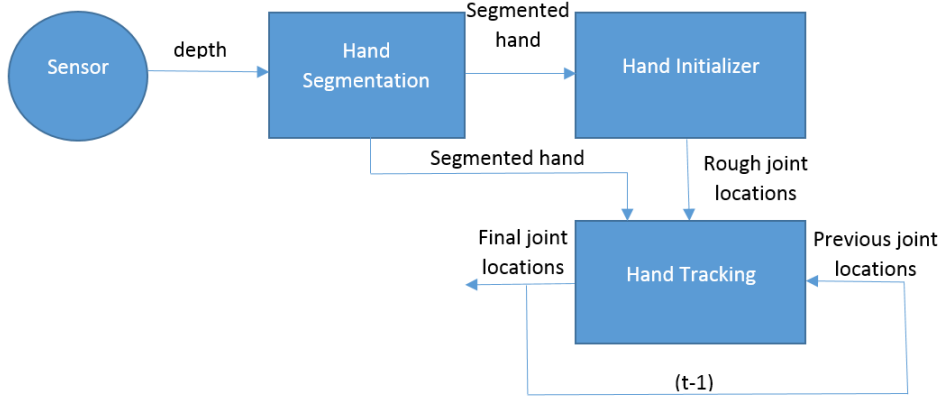 Sensor
depth
Hand
Segmentation
Segmented
hand
Hand Initializer
Segmented hand
Rough joint
locations
Final joint
locations
Hand Tracking
Previous joint
locations
(t-1)